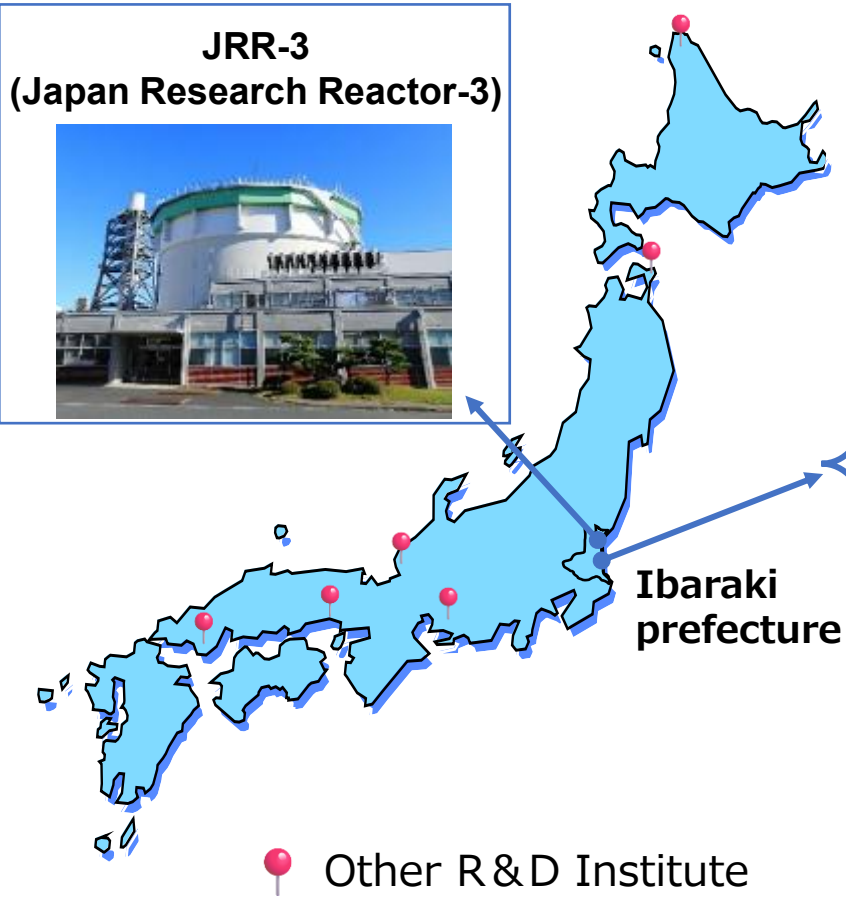 JRR-3
(Japan Research Reactor-3)
Ibaraki
prefecture
Other R&D Institute